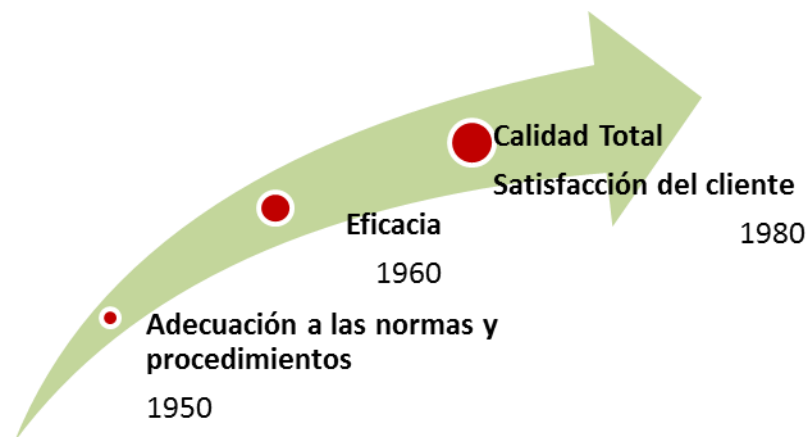 Calidad Total
Satisfacción del cliente
1980
Eficacia
1960
Adecuación a las normas y
procedimientos
1950